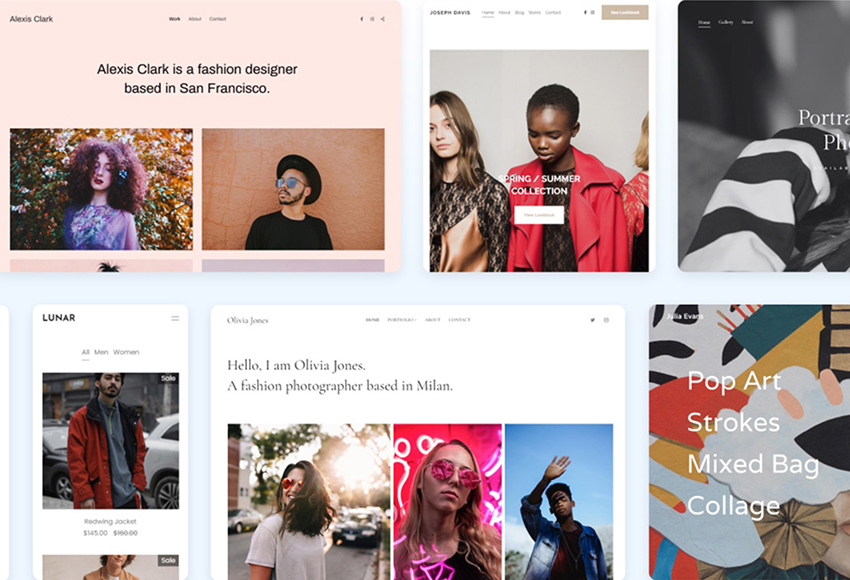 Alexis Clark
Work About Contact
Alexis Clark is a fashion designer
based in San Francisco.
JOSEPH DAVIS
Home About Blog Stores Contact
View Lookbook
SPRING / SUMMER
COLLECTION
View Lookbook
Home Gallery About
LUNAR
All Men Women
Sale
Redwing Jacket
$145.00 $160.00
Sale
Olivia Jones
HOME PORTFOLIO ABOUT CONTACT
Hello, I am Olivia Jones.
A fashion photographer based in Milan.
Julia Evans
Pop Art
Strokes
Mixed Bag
Collage